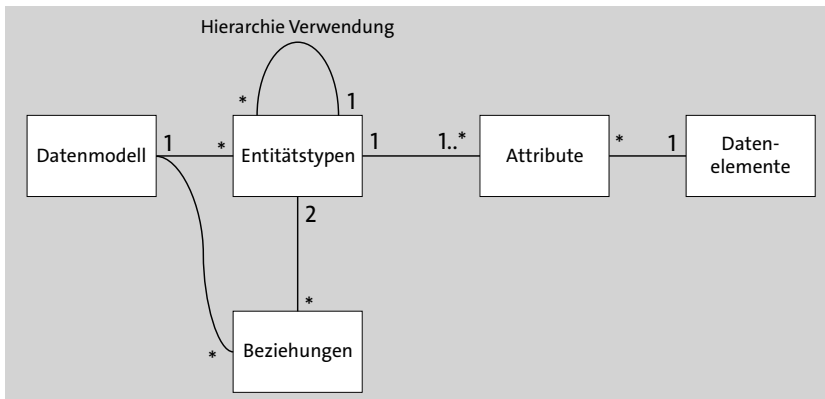 Hierarchie Verwendung
* 1
Datenmodell 1 * Entitätstypen 1 1..* Attribute * 1 Daten-
elemente
2
*
* Beziehungen